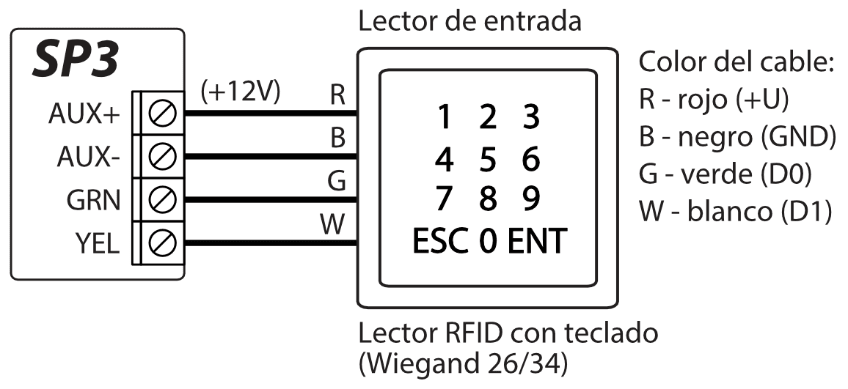 Lector de entrada
SP3
AUX+
AUX-
GRN
YEL
(+12V)
R
B
G
W
1 2 3
4 5 6
7 8 9
ESC 0 ENT
Color del cable:
R - rojo (+U)
B - negro (GND)
G - verde (D0)
W - blanco (D1)
Lector RFID con teclado
(Wiegand 26/34)